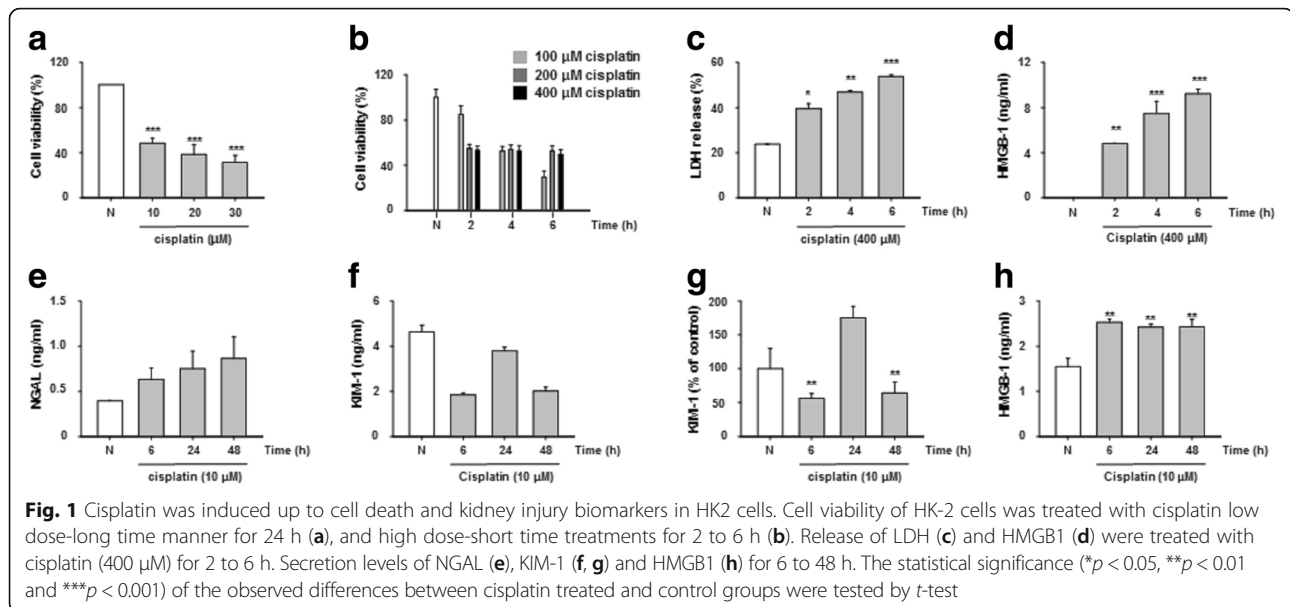 a
Cell viability (%)
120
80
40
0
***
***
***
N 10 20 30
cisplatin (μM)
b
Cell viability (%)
120
80
40
0
100 μM cisplatin
200 μM cisplatin
400 μM cisplatin
N 2 4 6 Time (h)
c
LDH release (%)
60
40
20
0
*
**
***
N 2 4 6 Time (h)
cisplatin (400 μM)
d
HMGB-1 (ng/ml)
12
9
6
3
0
**
***
***
N 2 4 6 Time (h)
Cisplatin (400 μM)
e
NGAL (ng/ml)
1.5
1.0
0.5
0
N 6 24 48 Time (h)
cisplatin (10 μM)
f
KIM-1 (ng/ml)
6
4
2
0
N 6 24 48 Time (h)
Cisplatin (10 μM)
g
KIM-1 (% of control)
200
150
100
50
0
**
**
N 6 24 48 Time (h)
cisplatin (10 μM)
h
HMGB-1 (ng/ml)
3
2
1
0
**
**
**
N 6 24 48 Time (h)
Cisplatin (10 μM)
Fig. 1 Cisplatin was induced up to cell death and kidney injury biomarkers in HK2 cells. Cell viability of HK-2 cells was treated with cisplatin low
dose-long time manner for 24 h (a), and high dose-short time treatments for 2 to 6 h (b). Release of LDH (c) and HMGB1 (d) were treated with
cisplatin (400 μM) for 2 to 6 h. Secretion levels of NGAL (e), KIM-1 (f, g) and HMGB1 (h) for 6 to 48 h. The statistical significance (*p < 0.05, **p < 0.01
and ***p < 0.001) of the observed differences between cisplatin treated and control groups were tested by t-test